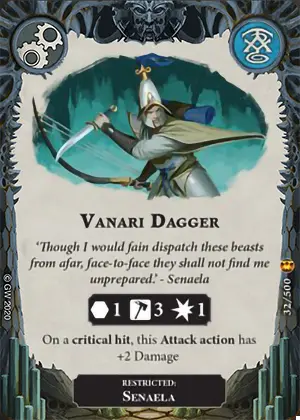 VANARI DAGGER
'Though I would fain dispatch these beasts
from afar, face-to-face they shall not find me
unprepared.' - Senaela
1 3 1
On a critical hit, this Attack action has
+2 Damage
RESTRICTED:
SENAELA
© GW 2020
32/500